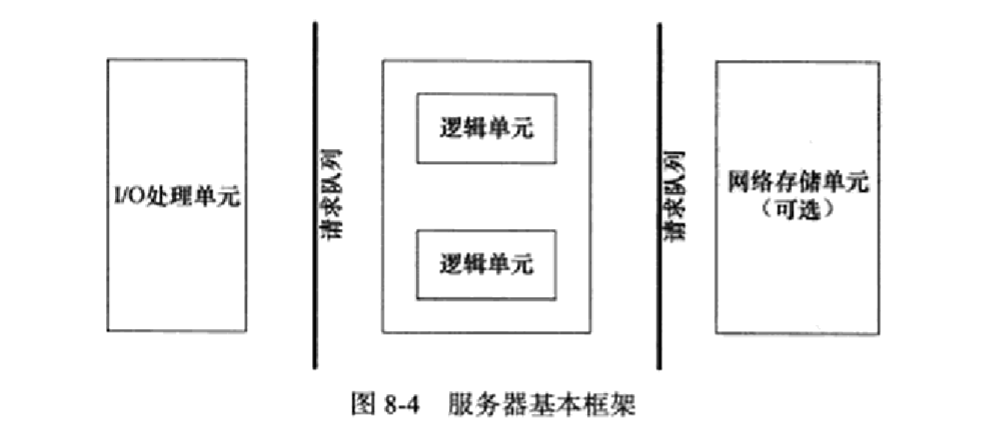 I/O处理单元
请求队列
逻辑单元
逻辑单元
请求队列
网络存储单元
（可选）
图 8-4 服务器基本框架